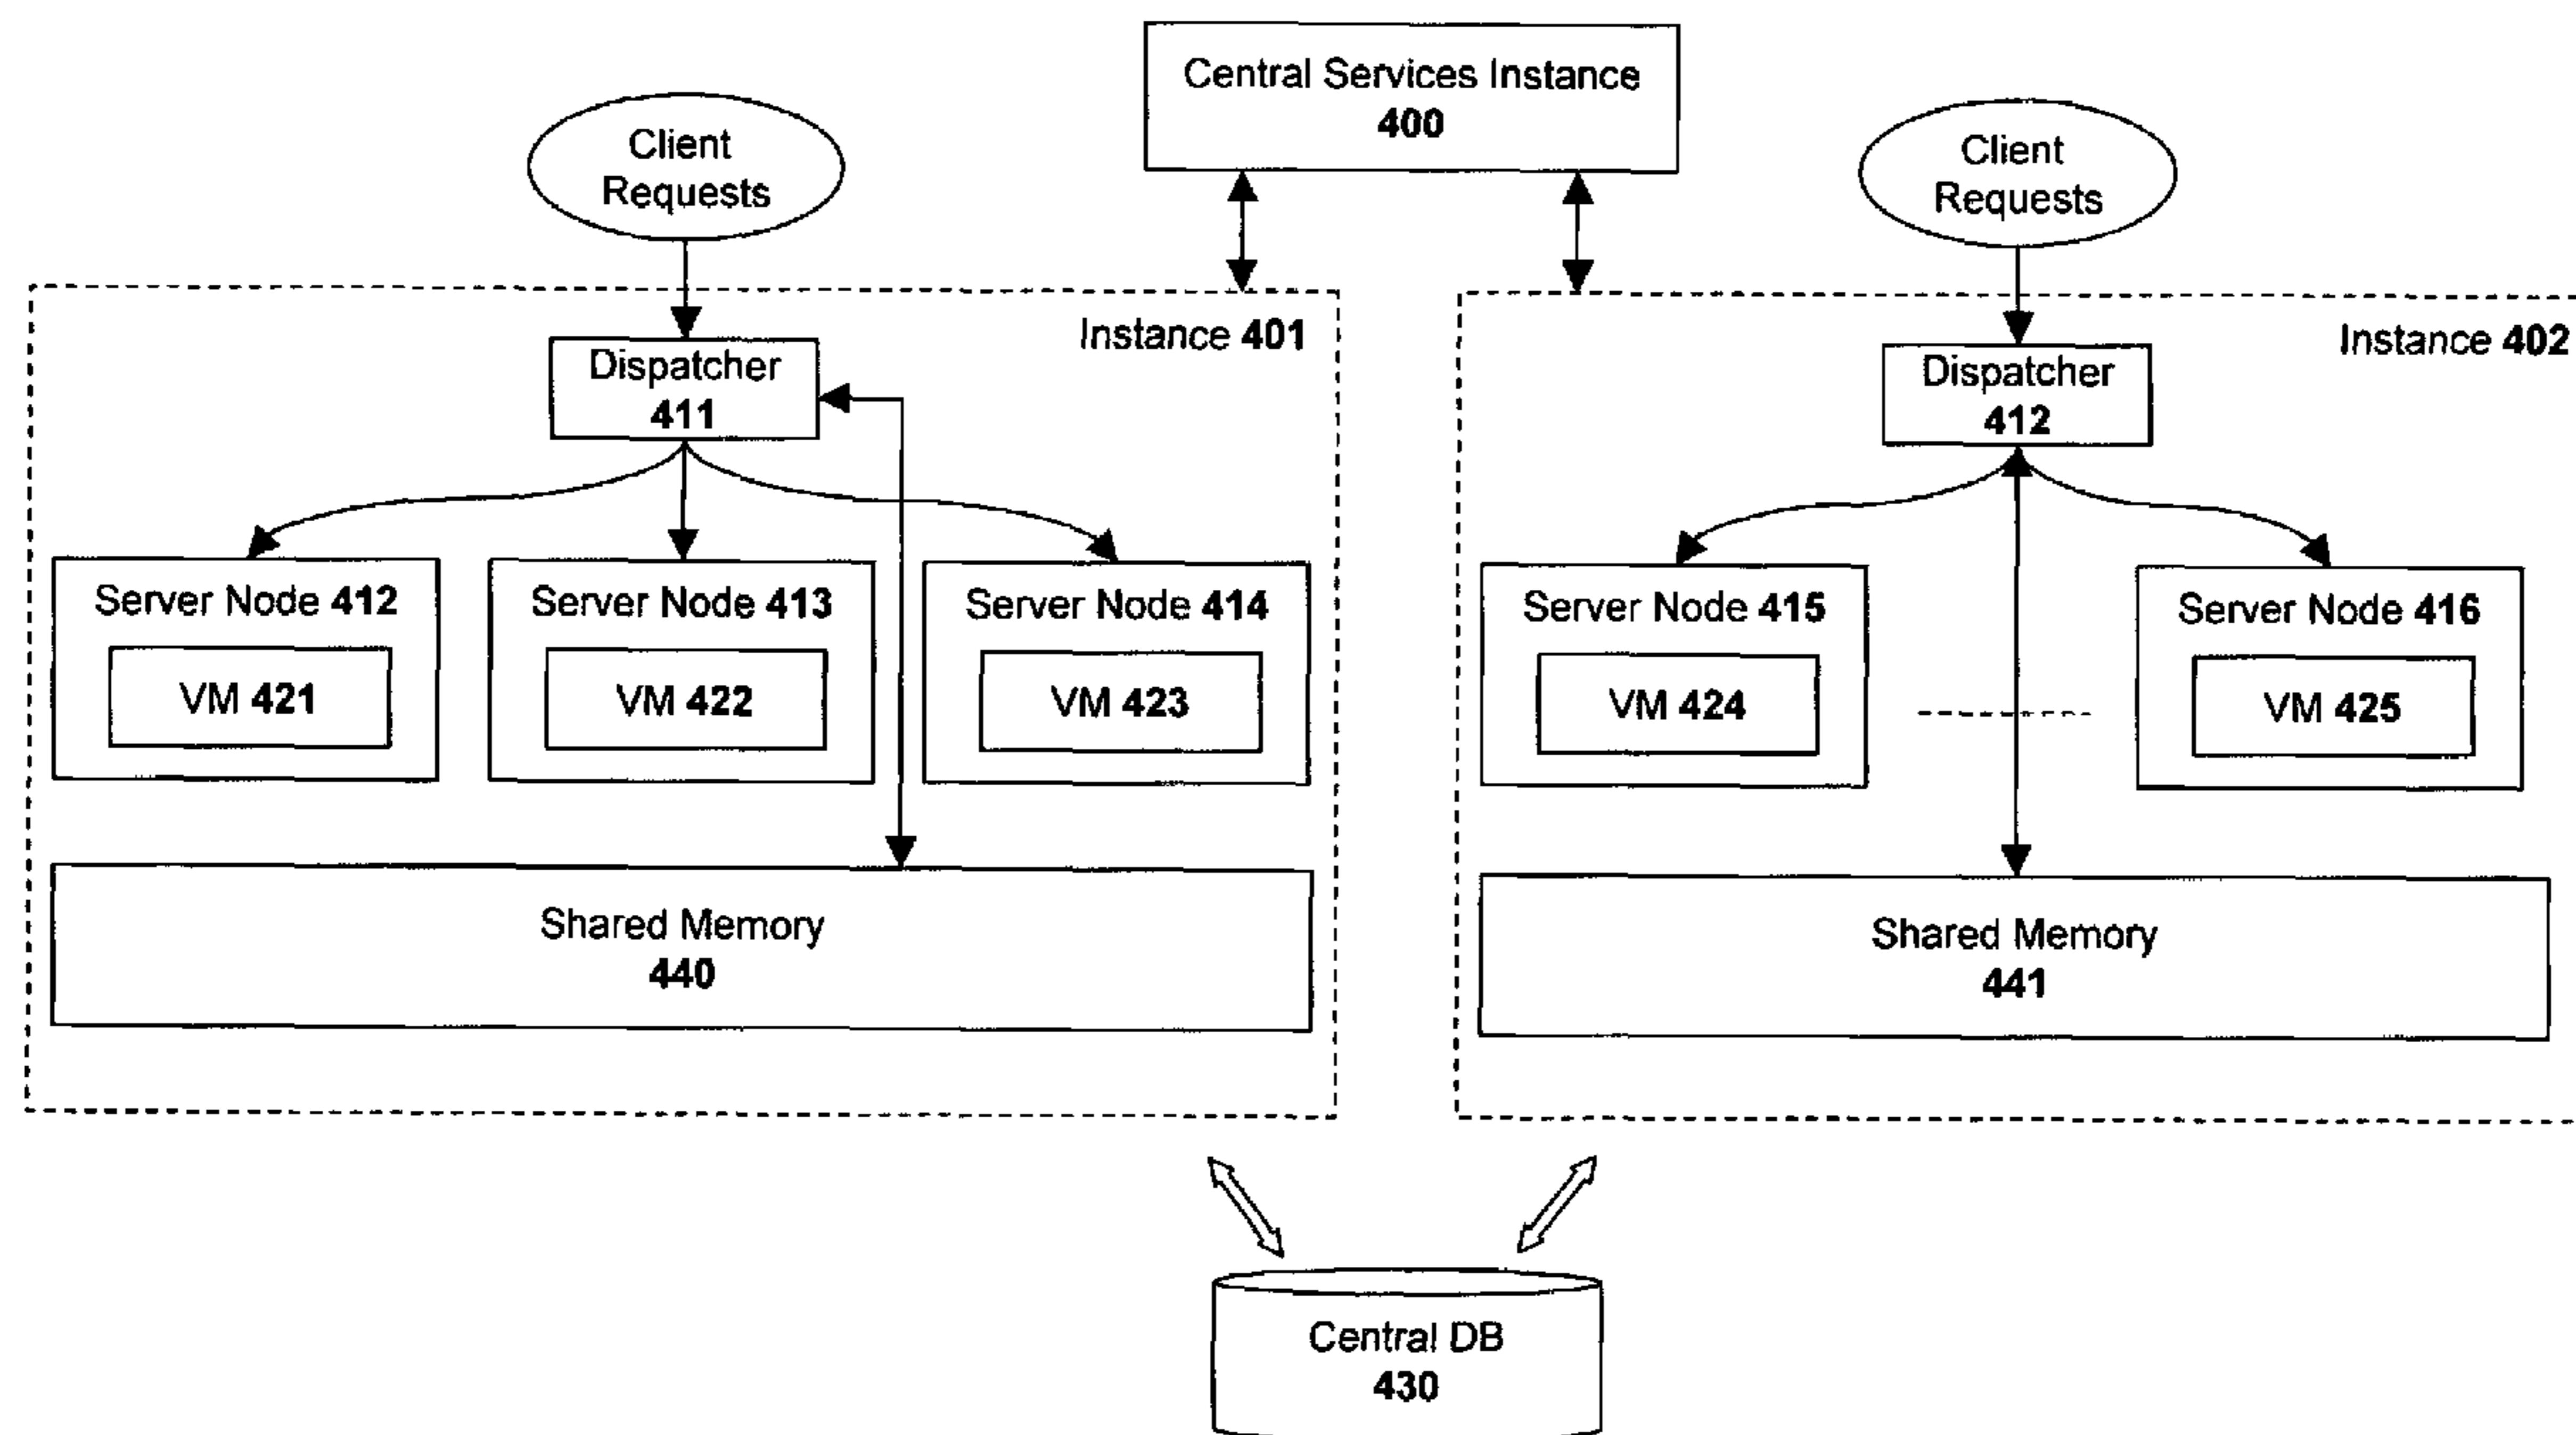 Central Services Instance
400
Client
Requests
Client
Requests
Instance 401
Dispatcher
411
Instance 402
Dispatcher
412
Server Node 412
VM 421
Server Node 413
VM 422
Server Node 414
VM 423
Server Node 415
VM 424
Server Node 416
VM 425
Shared Memory
440
Shared Memory
441
Central DB
430